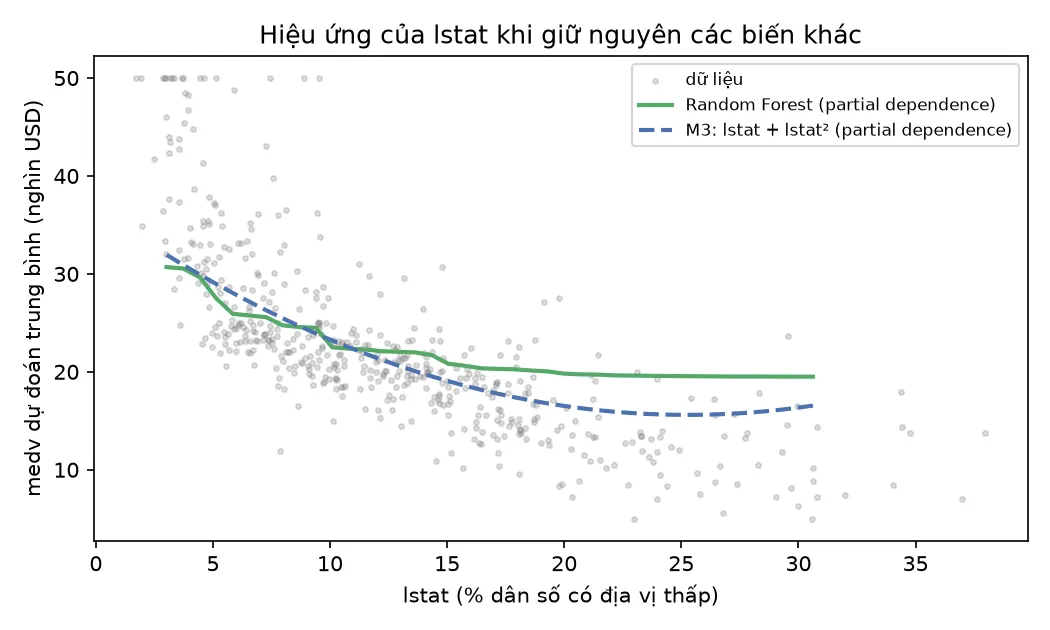 Hiệu ứng của lstat khi giữ nguyên các biến khác
dữ liệu
Random Forest (partial dependence)
M3: lstat + lstat² (partial dependence)
medv dự đoán trung bình (nghìn USD)
50
40
30
20
10
0
5
10
15
20
25
30
35
lstat (% dân số có địa vị thấp)